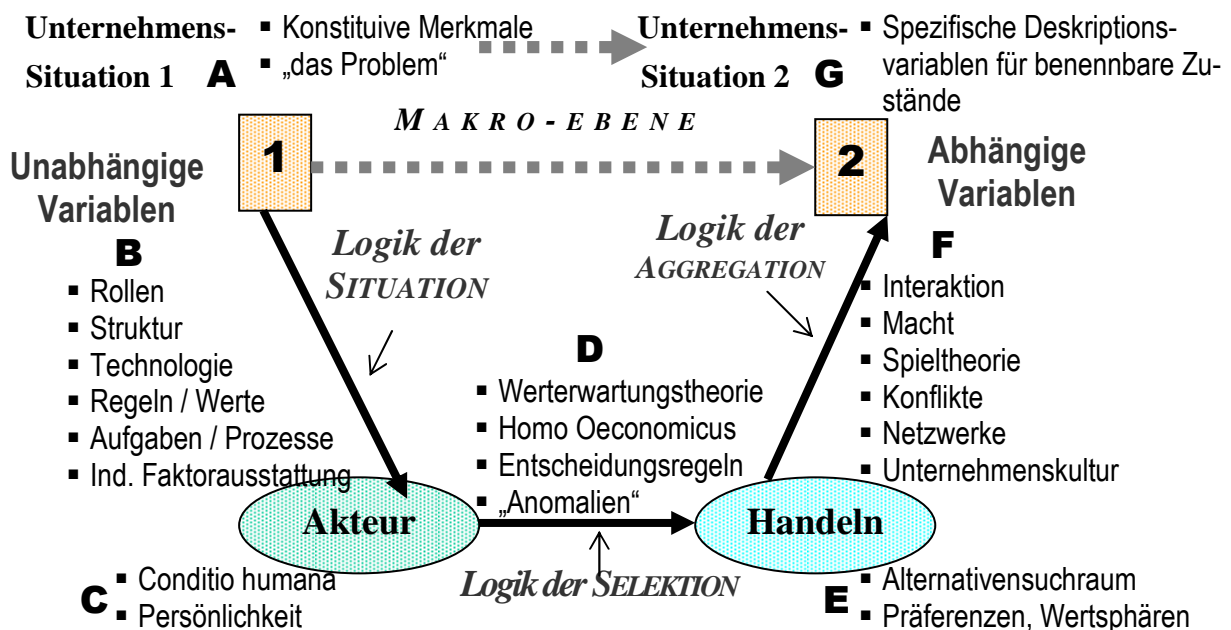 Unternehmens-
Situation 1
A
▪ Konstituive Merkmale
▪ „das Problem“
Unternehmens-
Situation 2
G
▪ Spezifische Deskriptions-
variablen für benennbare Zu-
stände
MAKRO-EBENE
Unabhängige
Variablen
1
2
Abhängige
Variablen
B
▪ Rollen
▪ Struktur
▪ Technologie
▪ Regeln / Werte
▪ Aufgaben / Prozesse
▪ Ind. Faktorausstattung
Logik der
SITUATION
Logik der
AGGREGATION
F
▪ Interaktion
▪ Macht
▪ Spieltheorie
▪ Konflikte
▪ Netzwerke
▪ Unternehmenskultur
D
▪ Werterwartungstheorie
▪ Homo Oeconomicus
▪ Entscheidungsregeln
▪ „Anomalien“
Akteur
Handeln
Logik der SELEKTION
C
▪ Conditio humana
▪ Persönlichkeit
E
▪ Alternativensuchraum
▪ Präferenzen, Wertsphären